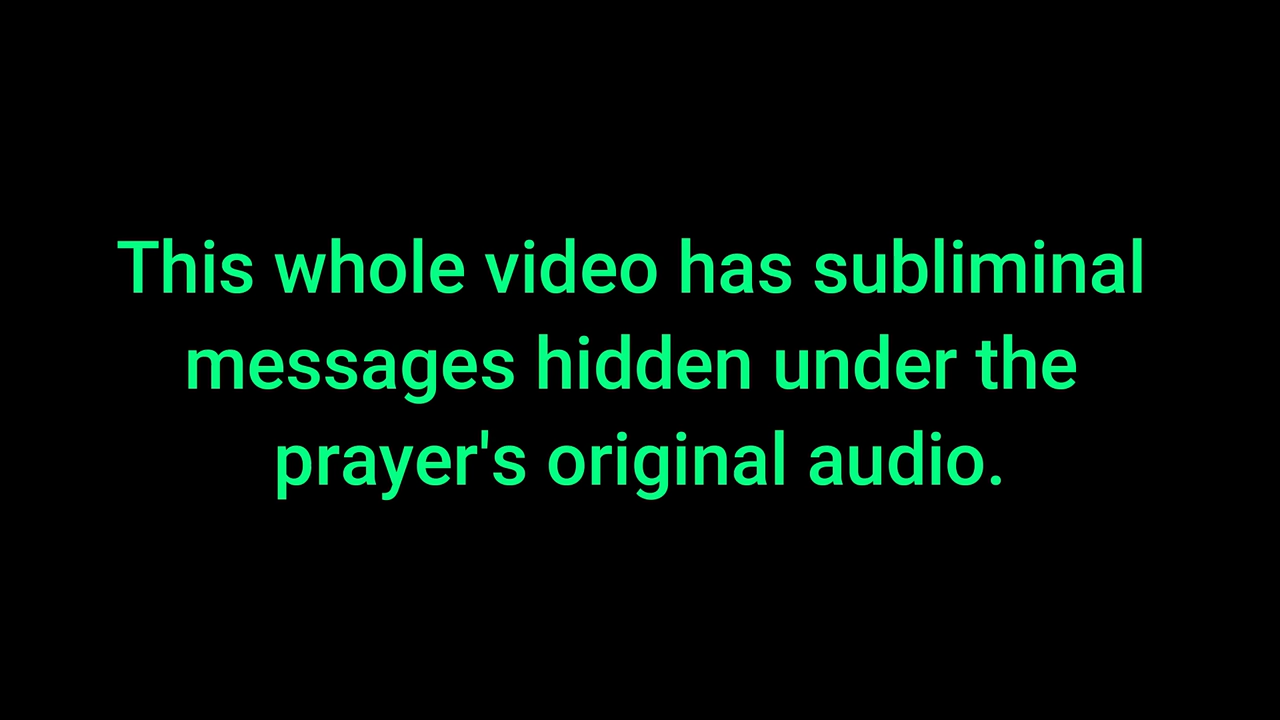 This whole video has subliminal
messages hidden under the
prayer's original audio.